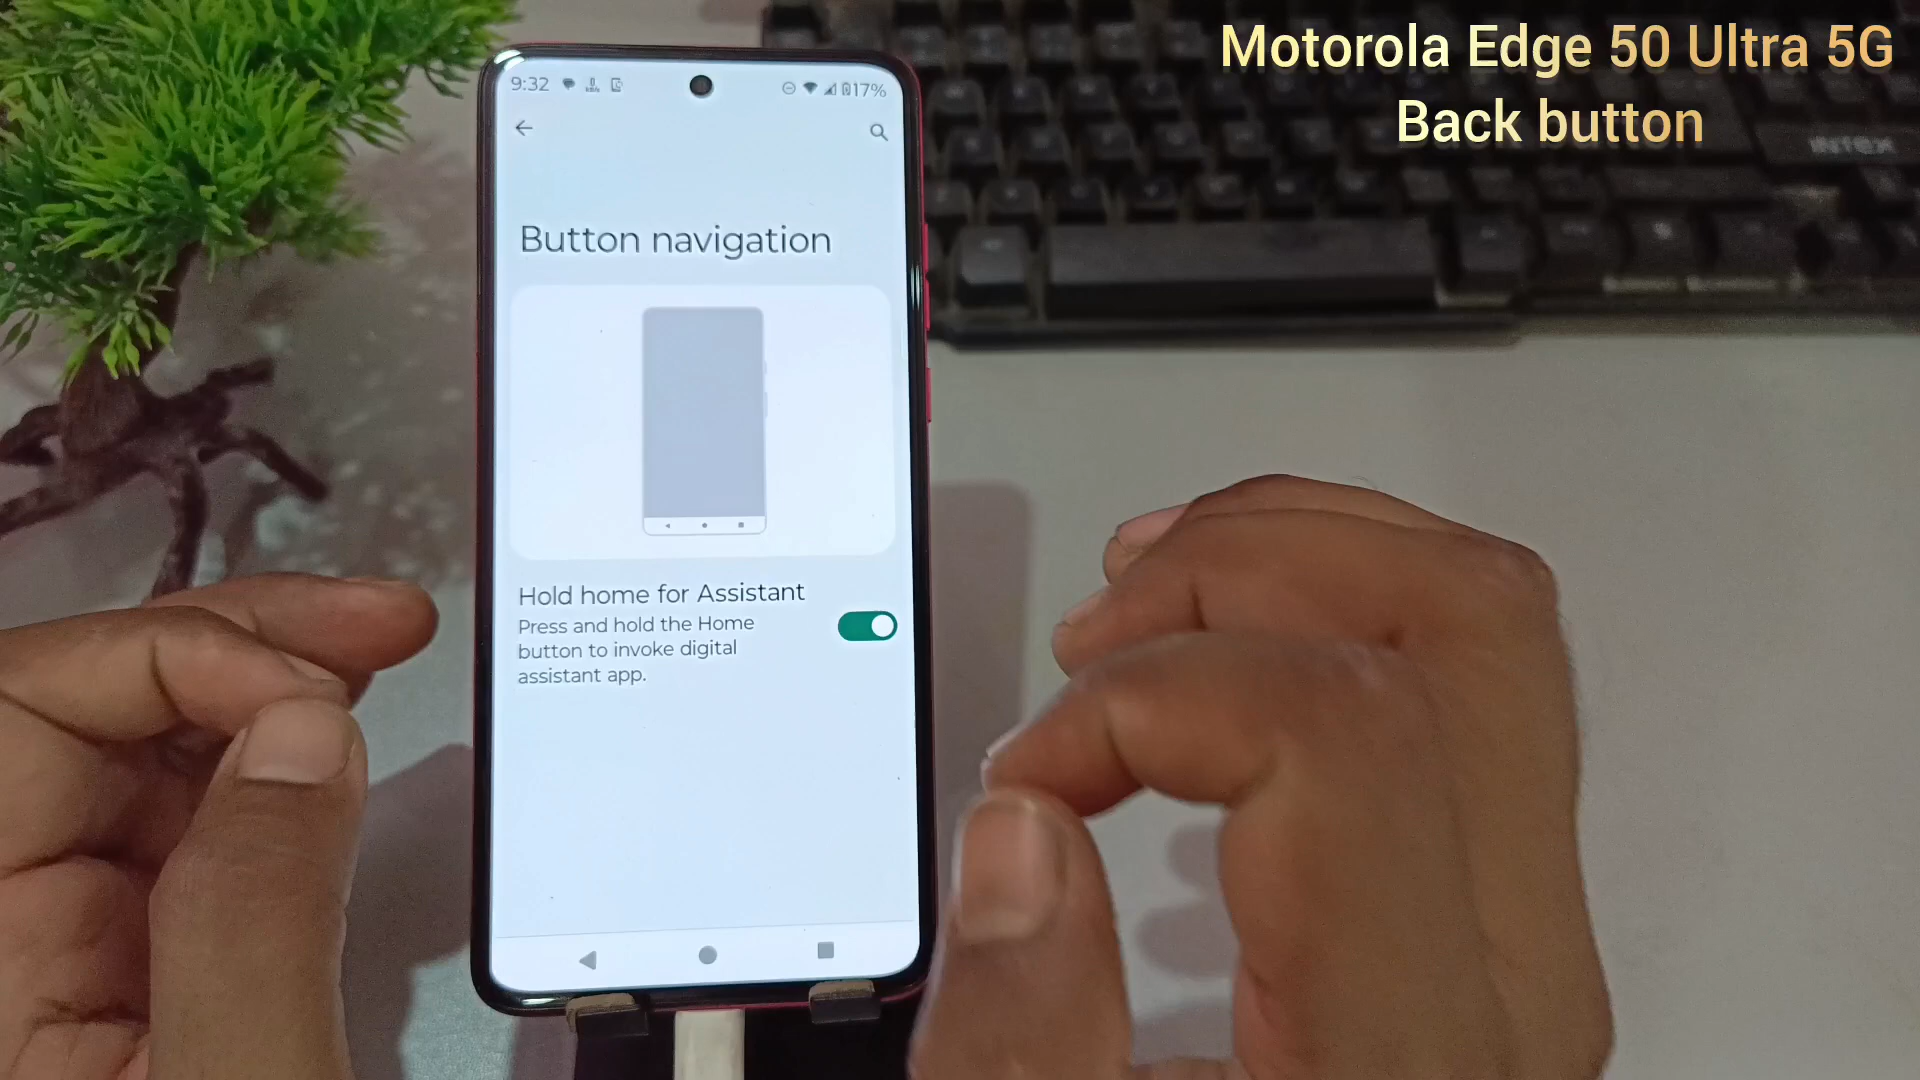 Motorola Edge 50 Ultra 5G
Back button
INTEX
9:32
17%
Button navigation
Hold home for Assistant
Press and hold the Home
button to invoke digital
assistant app.